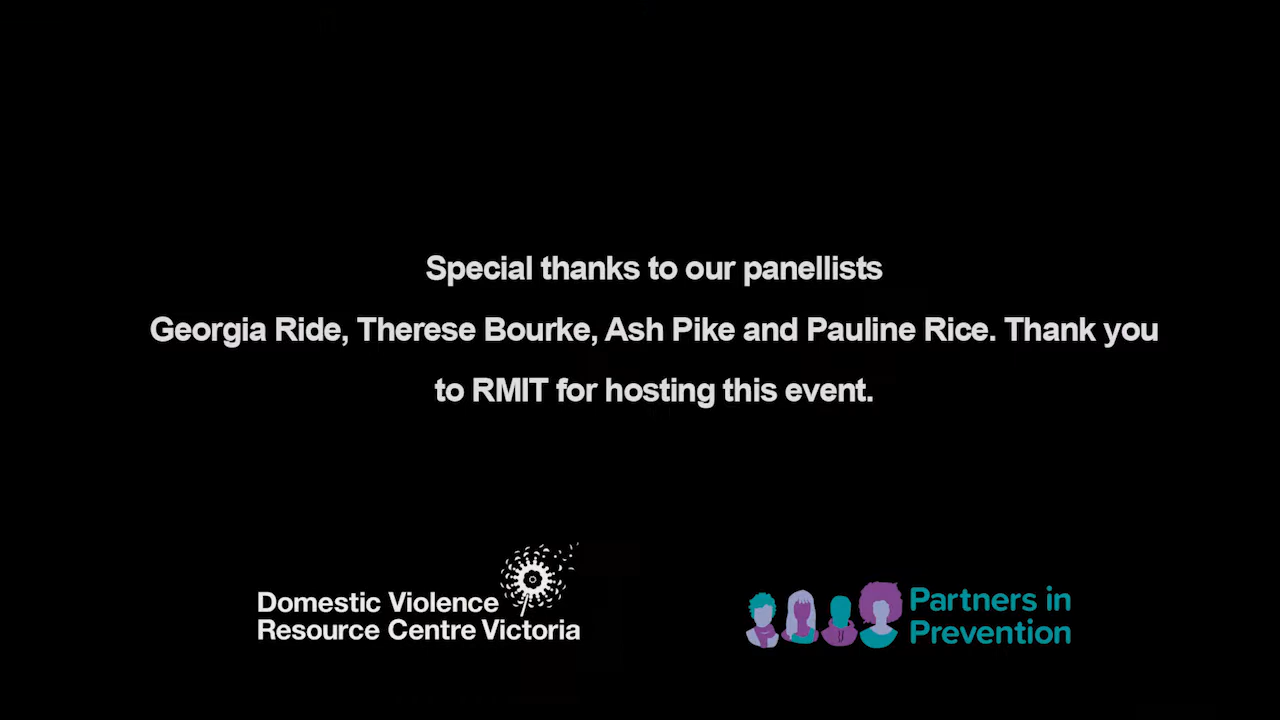 Special thanks to our panellists
Georgia Ride, Therese Bourke, Ash Pike and Pauline Rice. Thank you
to RMIT for hosting this event.
Domestic Violence
Resource Centre Victoria
Partners in
Prevention